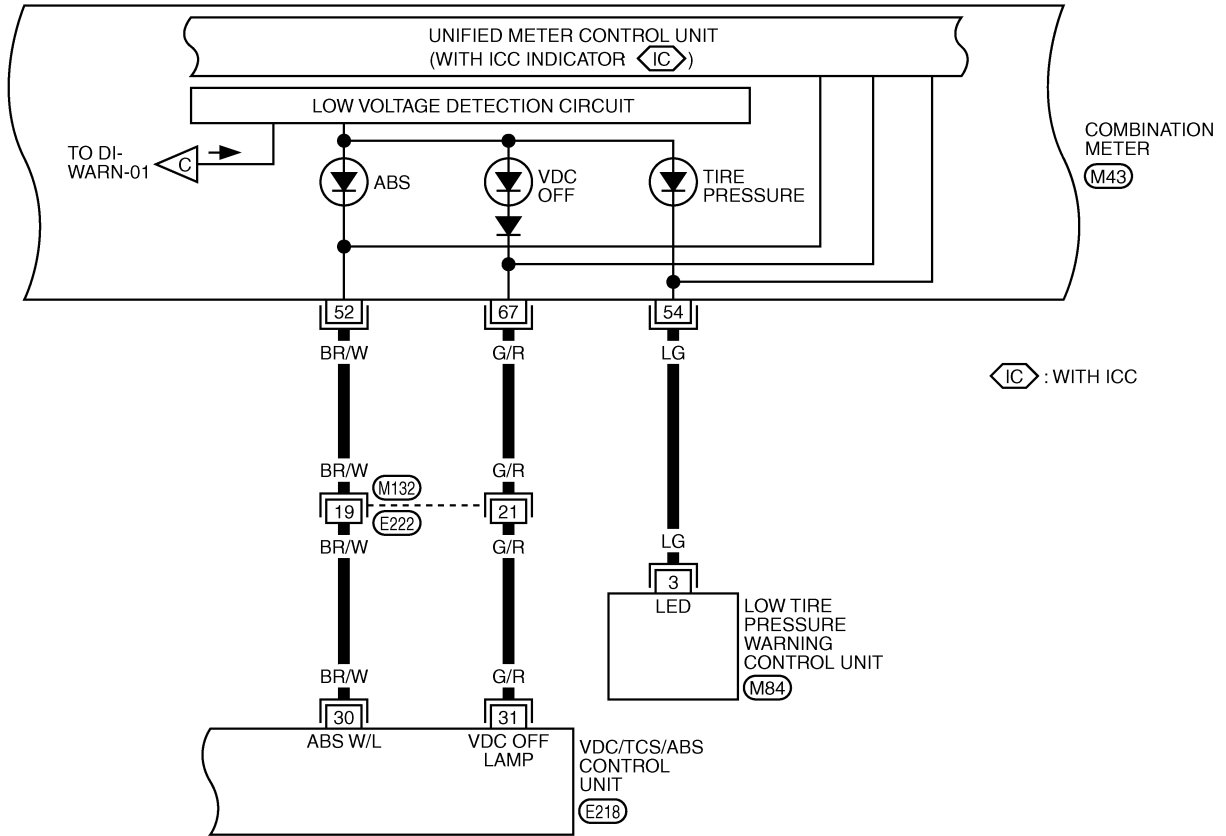 UNIFIED METER CONTROL UNIT
(WITH ICC INDICATOR IC )
LOW VOLTAGE DETECTION CIRCUIT
TO DI-
WARN-01
C
ABS
VDC
OFF
TIRE
PRESSURE
COMBINATION
METER
M43
52
67
54
BR/W
G/R
LG
IC : WITH ICC
BR/W
G/R
M132
19
21
E222
BR/W
G/R
LG
3
LED
LOW TIRE
PRESSURE
WARNING
CONTROL UNIT
M84
BR/W
G/R
30
31
ABS W/L
VDC OFF
LAMP
VDC/TCS/ABS
CONTROL
UNIT
E218